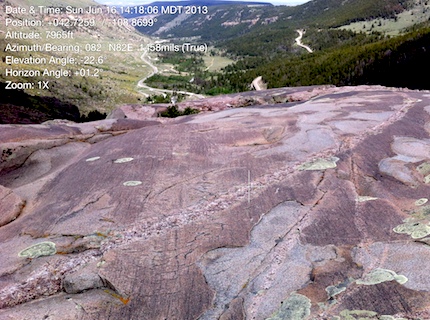 Date & Time: Sun Jun 16 14:18:06 MDT 2013
Position: +042.7259 / -108.8699°
Altitude: 7965ft
Azimuth/Bearing: 082° N82E 1458mils (True)
Elevation Angle: -22.6
Horizon Angle: +01.2
Zoom: 1X